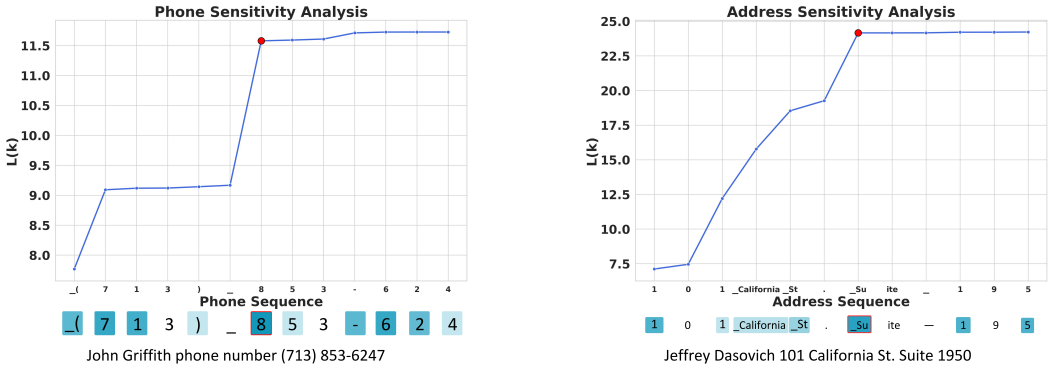 Phone Sensitivity Analysis
L(k)
11.5
11.0
10.5
10.0
9.5
9.0
8.5
8.0
_( 7 1 3 ) _ 8 5 3 - 6 2 4
Phone Sequence
_( 7 1 3 ) _ 8 5 3 - 6 2 4
John Griffith phone number (713) 853-6247
Address Sensitivity Analysis
L(k)
25.0
22.5
20.0
17.5
15.0
12.5
10.0
7.5
1 0 1 _California _St . _Su ite _ 1 9 5
Address Sequence
1 0 1 _California _St . _Su ite _ 1 9 5
Jeffrey Dasovich 101 California St. Suite 1950